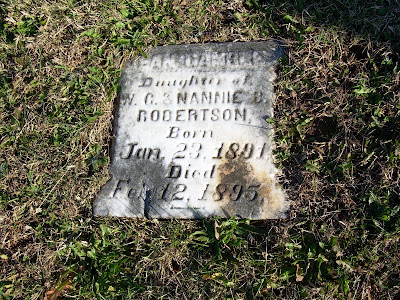 Daughter of
W. C. & NANNIE B.
ROBERTSON,
Born
Jan. 23. 1891.
Died
Feb. 12. 1895.